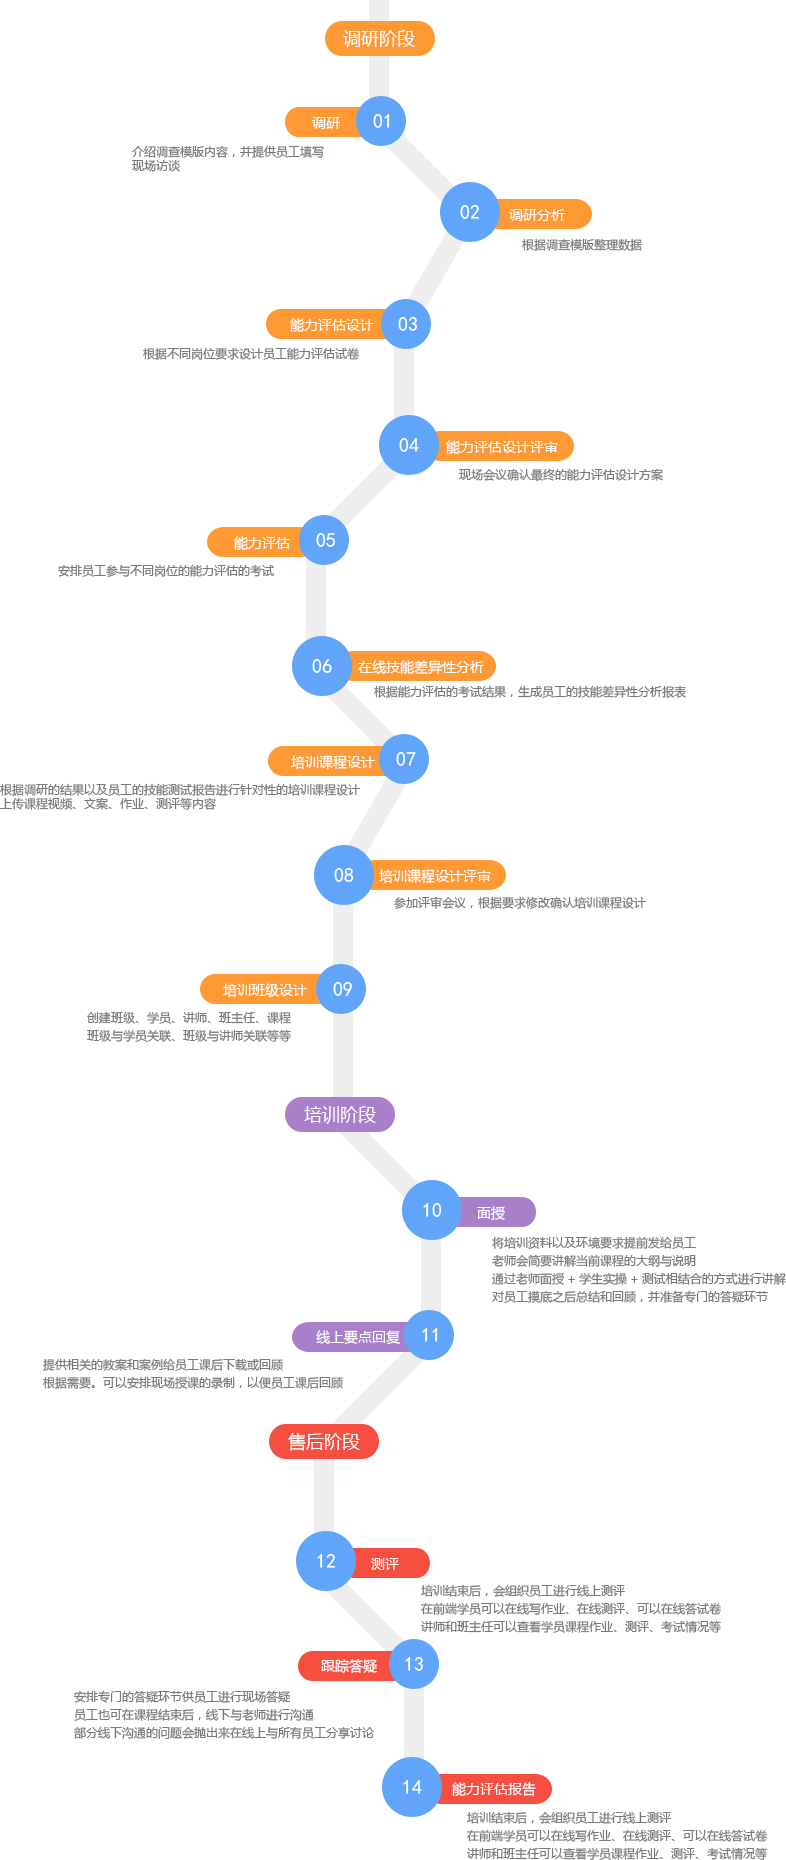 调研阶段
调研
01
介绍调查模版内容，并提供员工填写
现场访谈
02
调研分析
根据调查模版整理数据
能力评估设计
03
根据不同岗位要求设计员工能力评估试卷
04
能力评估设计评审
现场会议确认最终的能力评估设计方案
能力评估
05
安排员工参与不同岗位的能力评估的考试
06
在线技能差异性分析
根据能力评估的考试结果，生成员工的技能差异性分析报表
培训课程设计
07
根据调研的结果以及员工的技能测试报告进行针对性的培训课程设计
上传课程视频、文案、作业、测评等内容
08
培训课程设计评审
参加评审会议，根据要求修改确认培训课程设计
培训班级设计
09
创建班级、学员、讲师、班主任、课程
班级与学员关联、班级与讲师关联等等
培训阶段
10
面授
将培训资料以及环境要求提前发给员工
老师会简要讲解当前课程的大纲与说明
通过老师面授 + 学生实操 + 测试相结合的方式进行讲解
对员工摸底之后总结和回顾，并准备专门的答疑环节
线上要点回复
11
提供相关的教案和案例给员工课后下载或回顾
根据需要。可以安排现场授课的录制，以便员工课后回顾
售后阶段
12
测评
培训结束后，会组织员工进行线上测评
在前端学员可以在线写作业、在线测评、可以在线答试卷
讲师和班主任可以查看学员课程作业、测评、考试情况等
跟踪答疑
13
安排专门的答疑环节供员工进行现场答疑
员工也可在课程结束后，线下与老师进行沟通
部分线下沟通的问题会抛出来在线上与所有员工分享讨论
14
能力评估报告
培训结束后，会组织员工进行线上测评
在前端学员可以在线写作业、在线测评、可以在线答试卷
讲师和班主任可以查看学员课程作业、测评、考试情况等